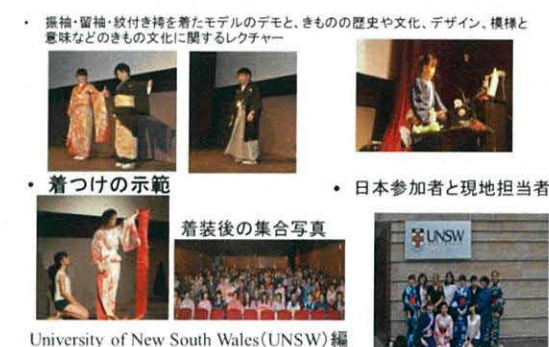 ・ 振袖・留袖・紋付き袴を着たモデルのデモと、きものの歴史や文化、デザイン、模様と
意味などのきもの文化に関するレクチャー
・ 着つけの示範
着装後の集合写真
・ 日本参加者と現地担当者
UNSW
University of New South Wales(UNSW)編